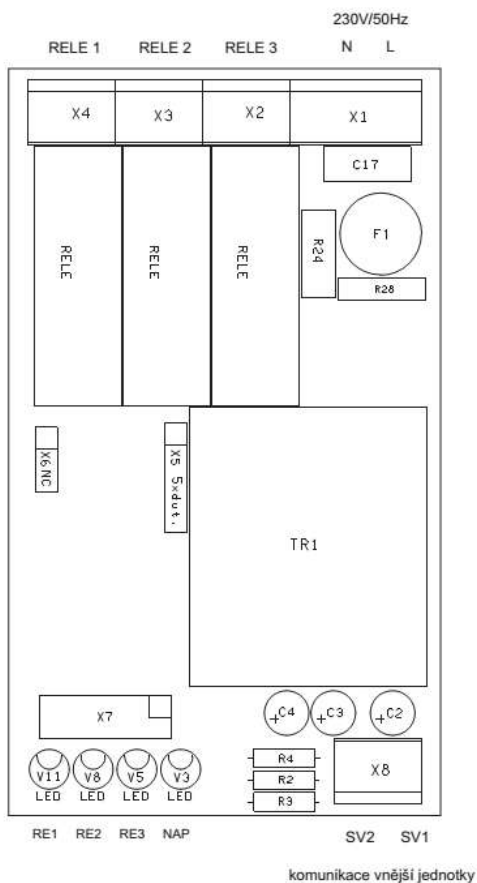 230V/50Hz
RELE 1 RELE 2 RELE 3 N L
X4 X3 X2 X1
C17
RELE RELE RELE R24 F1
R28
X6 NC X5 5xdut.
TR1
X7 +C4 +C3 +C2
V11 V8 V5 V3 R4 X8
LED LED LED LED R2
R3
RE1 RE2 RE3 NAP SV2 SV1
komunikace vnější jednotky